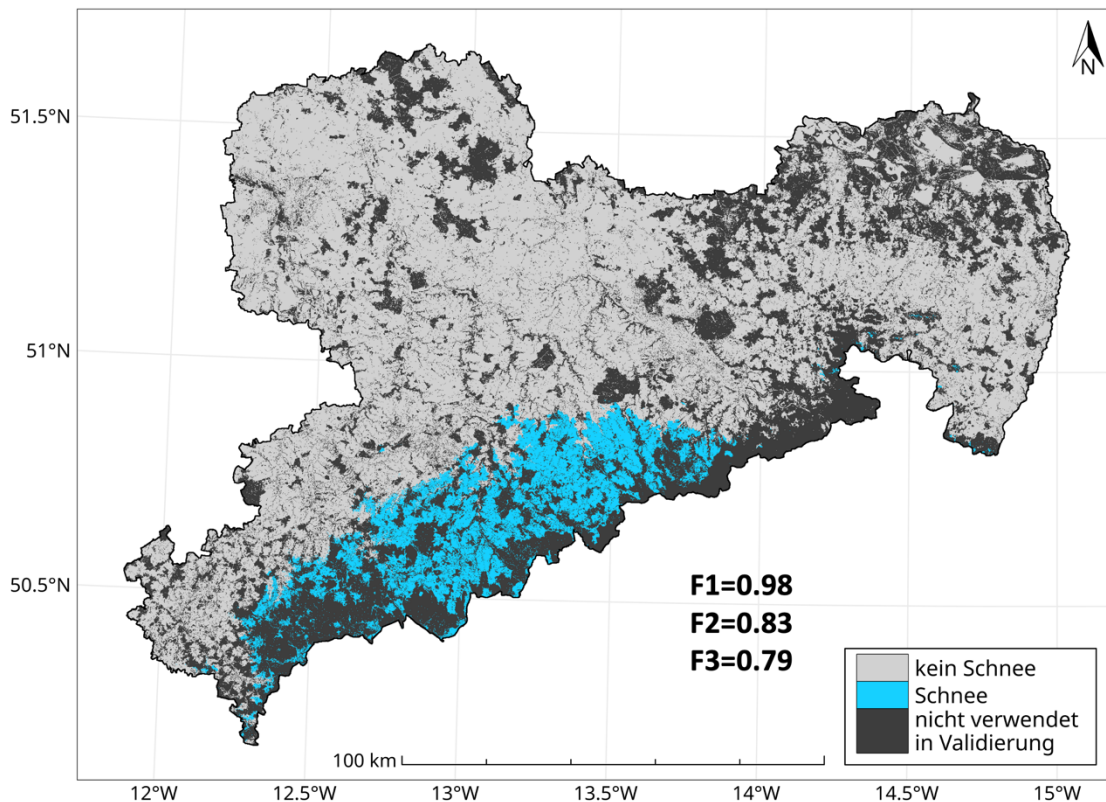 N
51.5°N
51°N
50.5°N
F1=0.98
F2=0.83
F3=0.79
kein Schnee
Schnee
nicht verwendet
in Validierung
100 km
12°W
12.5°W
13°W
13.5°W
14°W
14.5°W
15°W